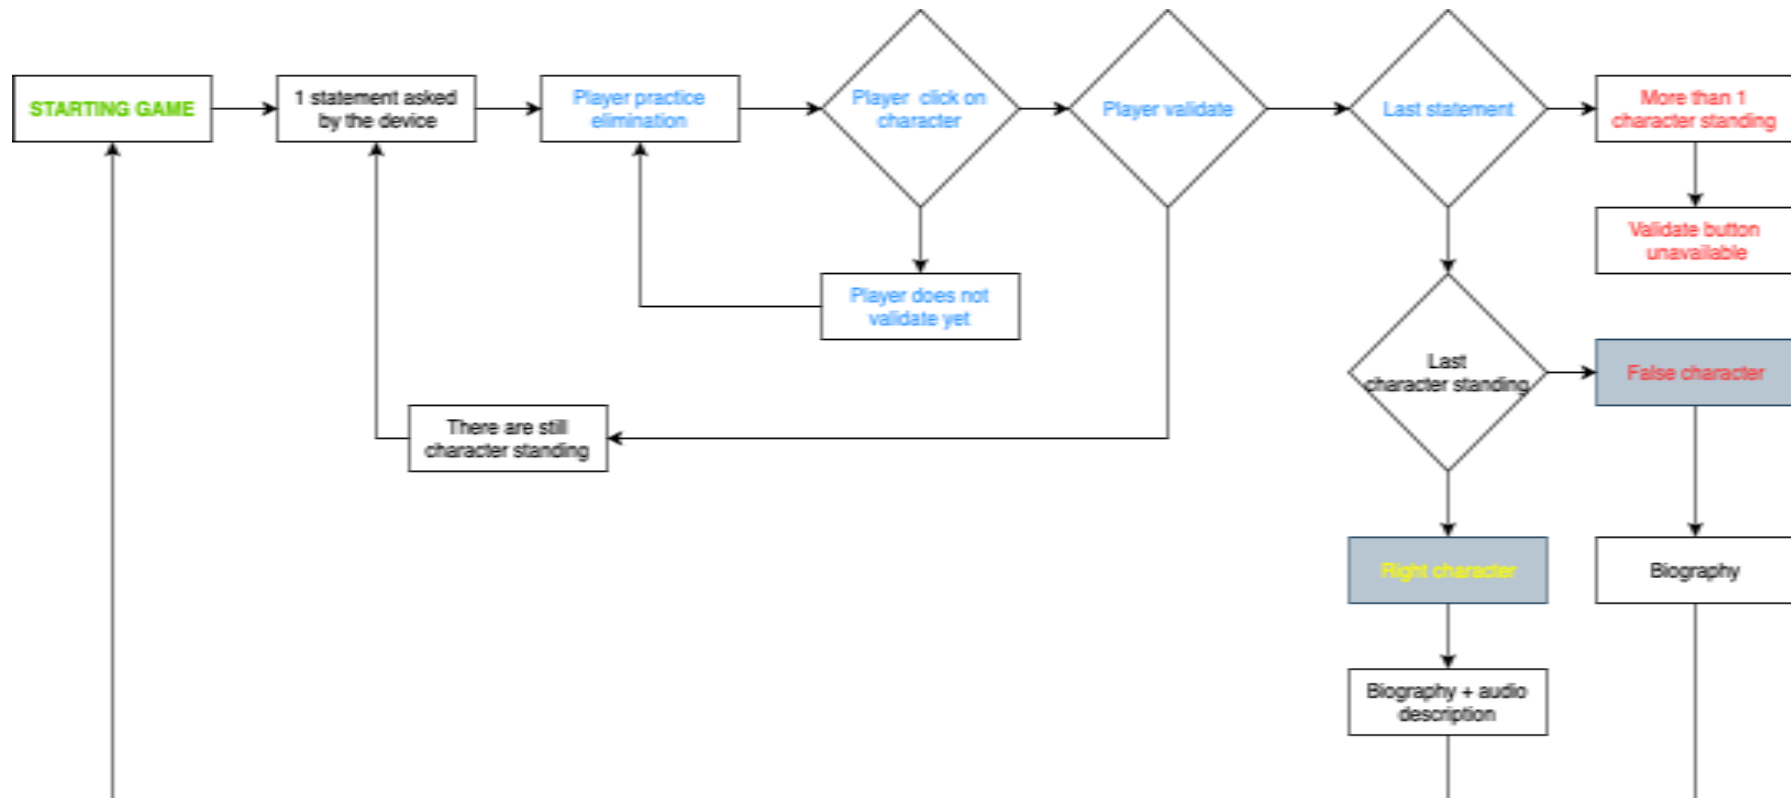 STARTING GAME
1 statement asked
by the device
Player practice
elimination
Player click on
character
Player validate
Last statement
More than 1
character standing
Validate button
unavailable
Player does not
validate yet
Last
character standing
False character
There are still
character standing
Right character
Biography
Biography + audio
description